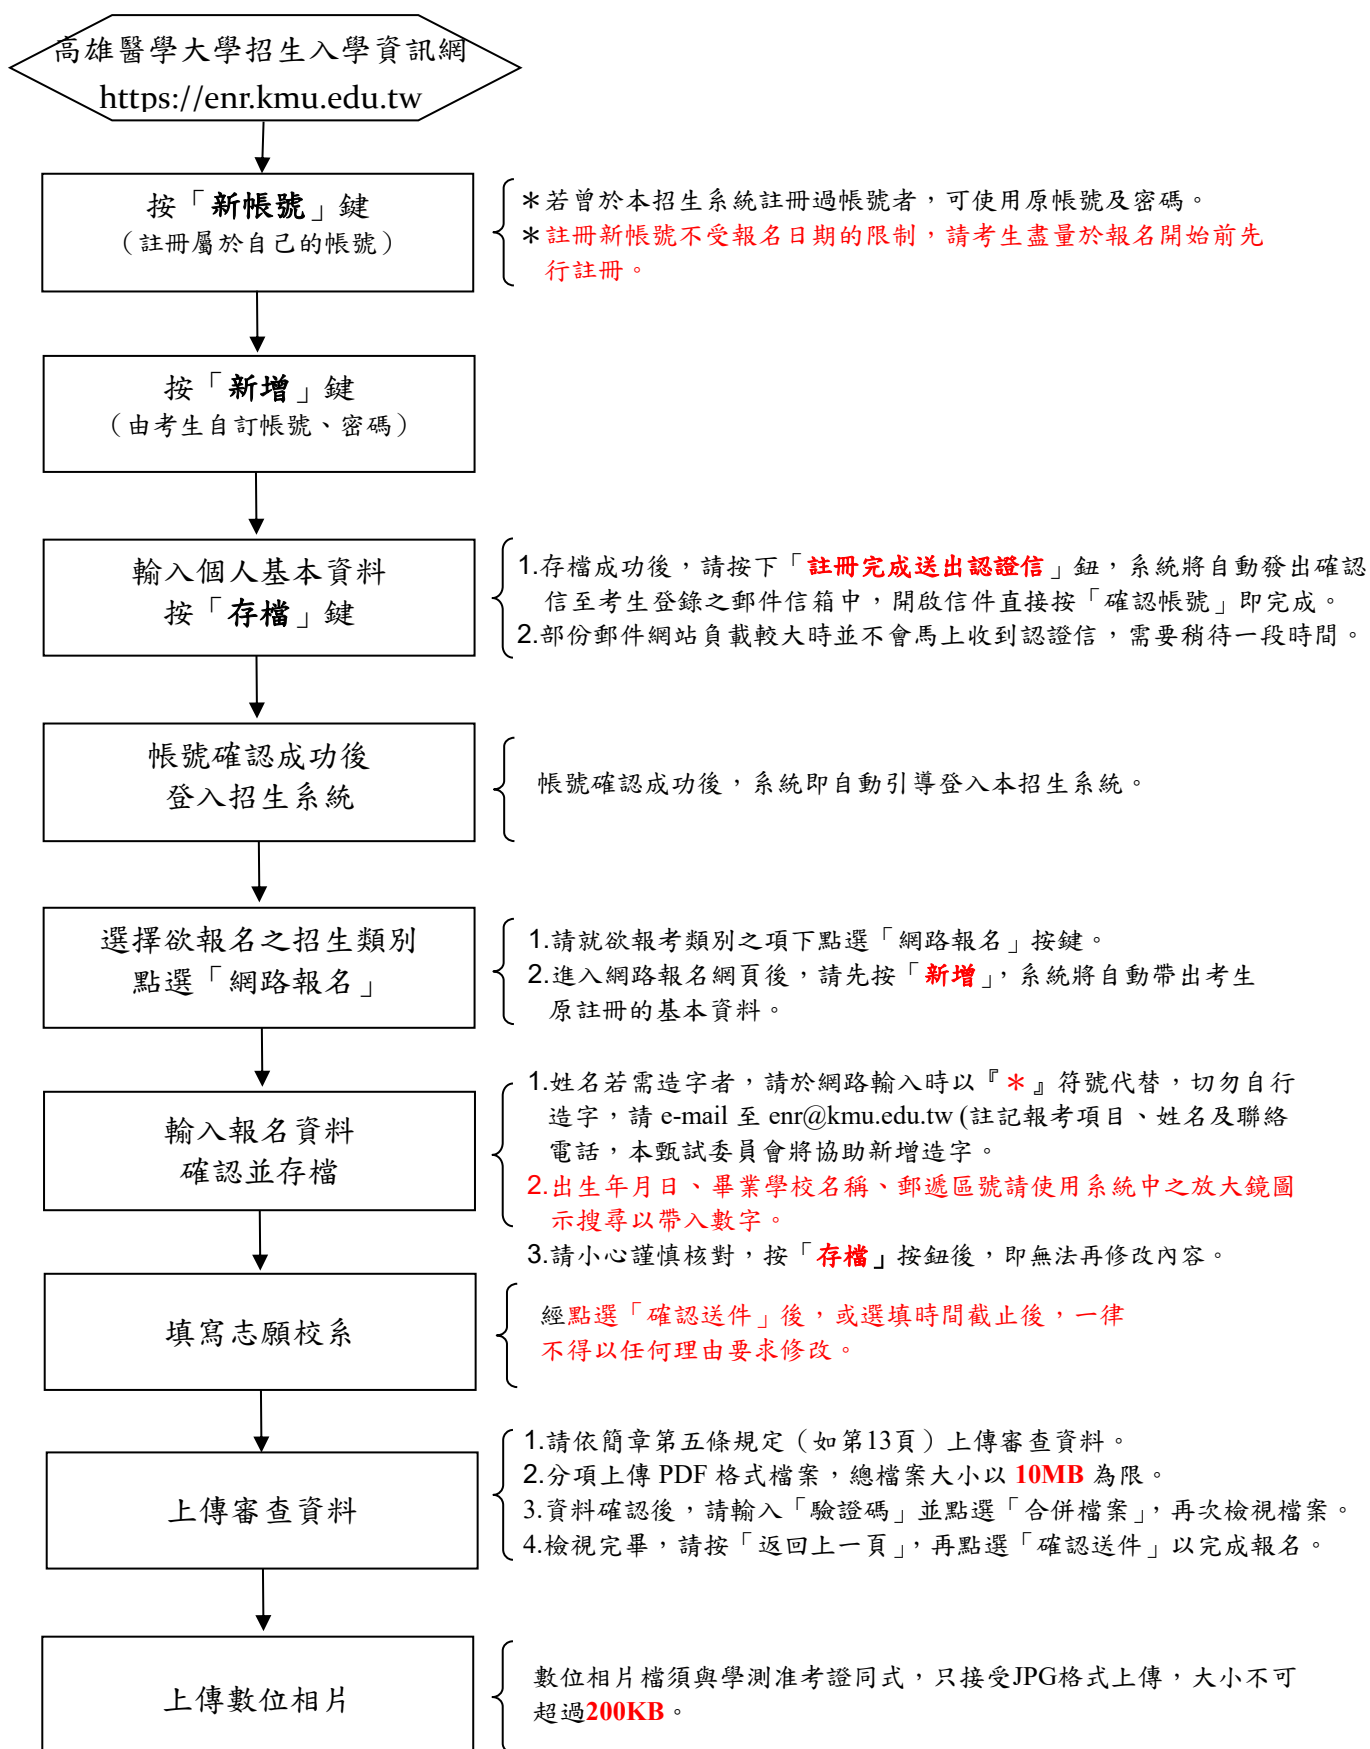 高雄醫學大學招生入學資訊網
https://enr.kmu.edu.tw
按「新帳號」鍵
（註冊屬於自己的帳號）
＊若曾於本招生系統註冊過帳號者，可使用原帳號及密碼。
＊註冊新帳號不受報名日期的限制，請考生盡量於報名開始前先
行註冊。
按「新增」鍵
（由考生自訂帳號、密碼）
輸入個人基本資料
按「存檔」鍵
1.存檔成功後，請按下「註冊完成送出認證信」鈕，系統將自動發出確認
信至考生登錄之郵件信箱中，開啟信件直接按「確認帳號」即完成。
2.部份郵件網站負載較大時並不會馬上收到認證信，需要稍待一段時間。
帳號確認成功後
登入招生系統
帳號確認成功後，系統即自動引導登入本招生系統。
選擇欲報名之招生類別
點選「網路報名」
1.請就欲報考類別之項下點選「網路報名」按鍵。
2.進入網路報名網頁後，請先按「新增」，系統將自動帶出考生
原註冊的基本資料。
輸入報名資料
確認並存檔
1.姓名若需造字者，請於網路輸入時以『＊』符號代替，切勿自行
造字，請 e-mail 至 enr@kmu.edu.tw (註記報考項目、姓名及聯絡
電話，本甄試委員會將協助新增造字。
2.出生年月日、畢業學校名稱、郵遞區號請使用系統中之放大鏡圖
示搜尋以帶入數字。
3.請小心謹慎核對，按「存檔」按鈕後，即無法再修改內容。
填寫志願校系
經點選「確認送件」後，或選填時間截止後，一律
不得以任何理由要求修改。
上傳審查資料
1.請依簡章第五條規定（如第13頁）上傳審查資料。
2.分項上傳 PDF 格式檔案，總檔案大小以 10MB 為限。
3.資料確認後，請輸入「驗證碼」並點選「合併檔案」，再次檢視檔案。
4.檢視完畢，請按「返回上一頁」，再點選「確認送件」以完成報名。
上傳數位相片
數位相片檔須與學測准考證同式，只接受JPG格式上傳，大小不可
超過200KB。